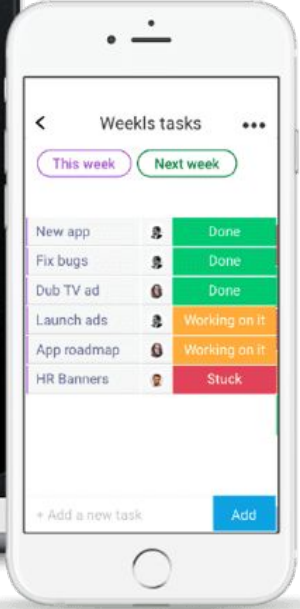 Weekls tasks
This week Next week
New app Done
Fix bugs Done
Dub TV ad Done
Launch ads Working on it
App roadmap Working on it
HR Banners Stuck
+ Add a new task Add